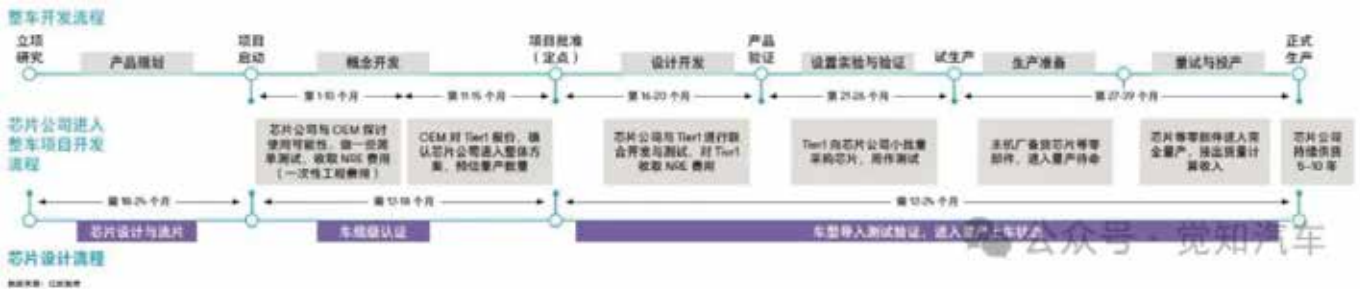 整车开发流程
立项
研究
产品规划
项目
启动
概念开发
项目批准
(定点)
设计开发
产品
验证
设置实验与验证
试生产
生产准备
量试与投产
正式
生产
第1-10个月
第11-15个月
第16-20个月
第21-26个月
第27-39个月
芯片公司进入
整车项目开发
流程
芯片公司与OEM探讨
使用可能性,做一些简
单测试,收取NRE费用
(一次性工程费用)
OEM对Tier1报价,确
认芯片公司进入整体方
案,预估量产数量
芯片公司与Tier1进行联
合开发与测试,对Tier1
收取NRE费用
Tier1向芯片公司小批量
采购芯片,用作测试
主机厂备货芯片等零
部件,进入量产待命
芯片等零部件进入完
全量产,按出货量计
算收入
芯片公司
持续供货
5-10年
需18-24个月
需12-18个月
需12-24个月
芯片设计与流片
车规级认证
车型导入测试验证,进入
上车状态
芯片设计流程
公众号·觉知汽车
数据来源: